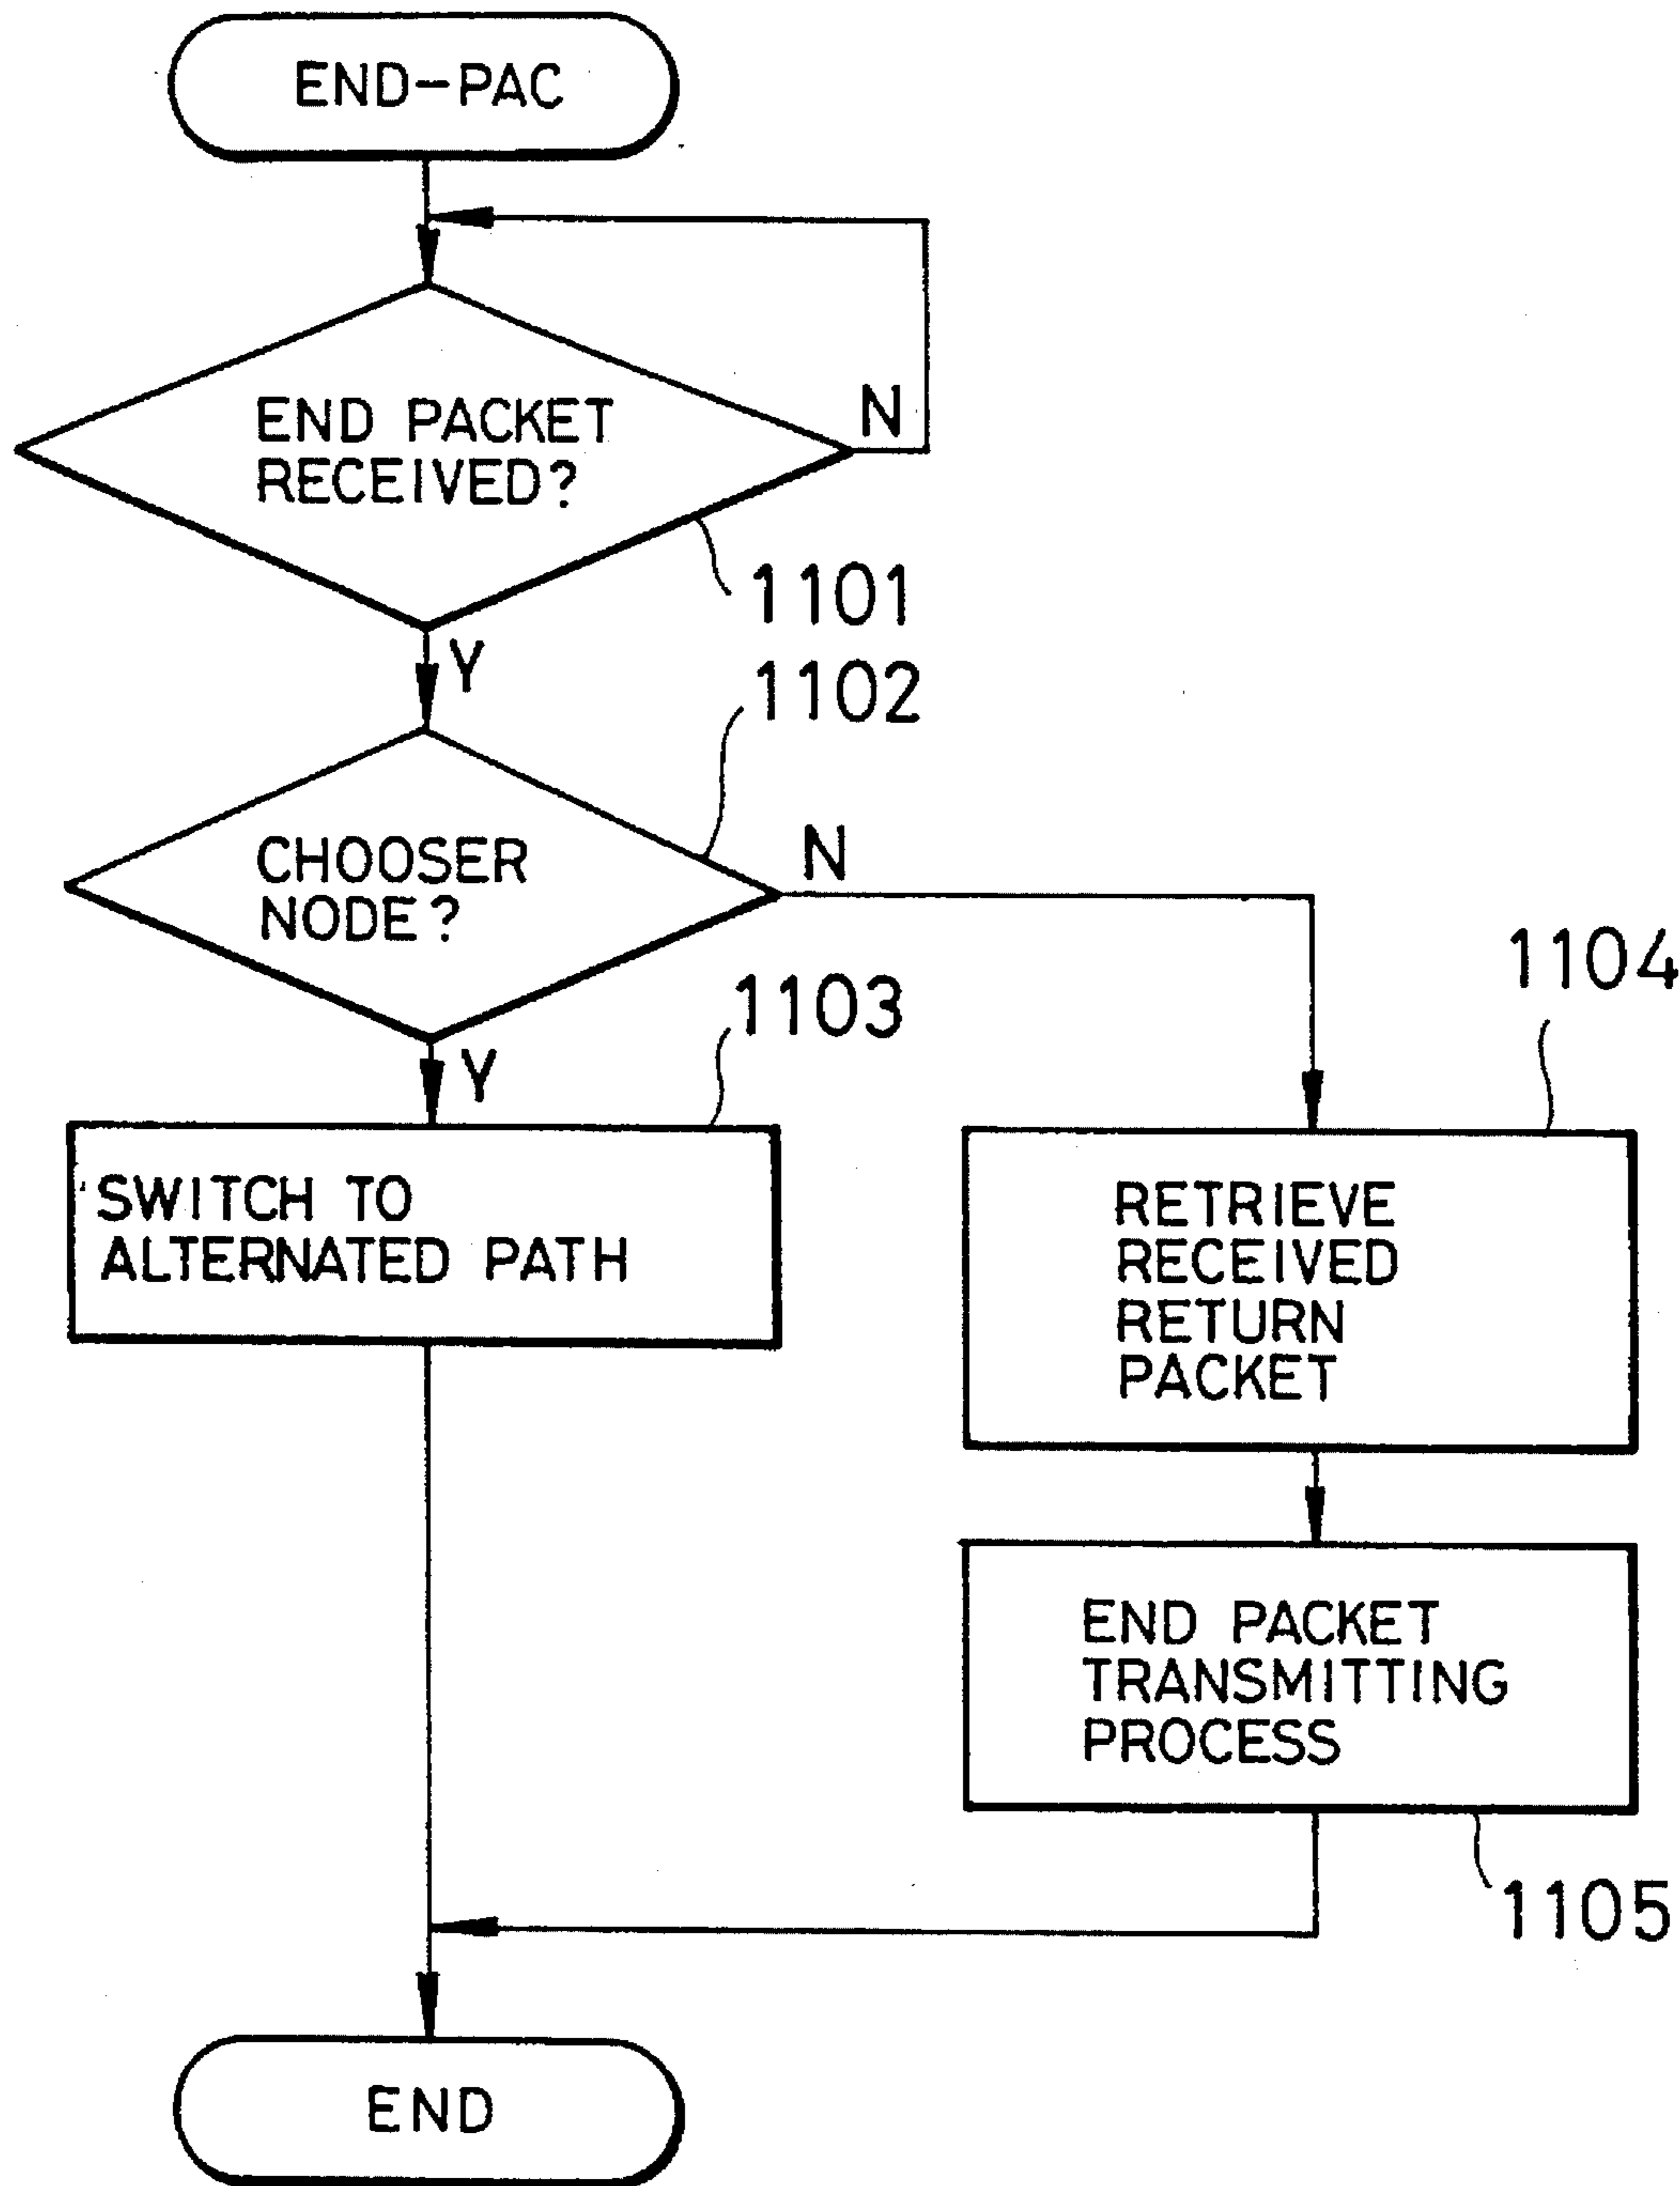 END-PAC
END PACKET
RECEIVED?
N
1101
Y
1102
CHOOSER
NODE?
N
1104
1103
Y
SWITCH TO
ALTERNATED PATH
RETRIEVE
RECEIVED
RETURN
PACKET
END PACKET
TRANSMITTING
PROCESS
1105
END